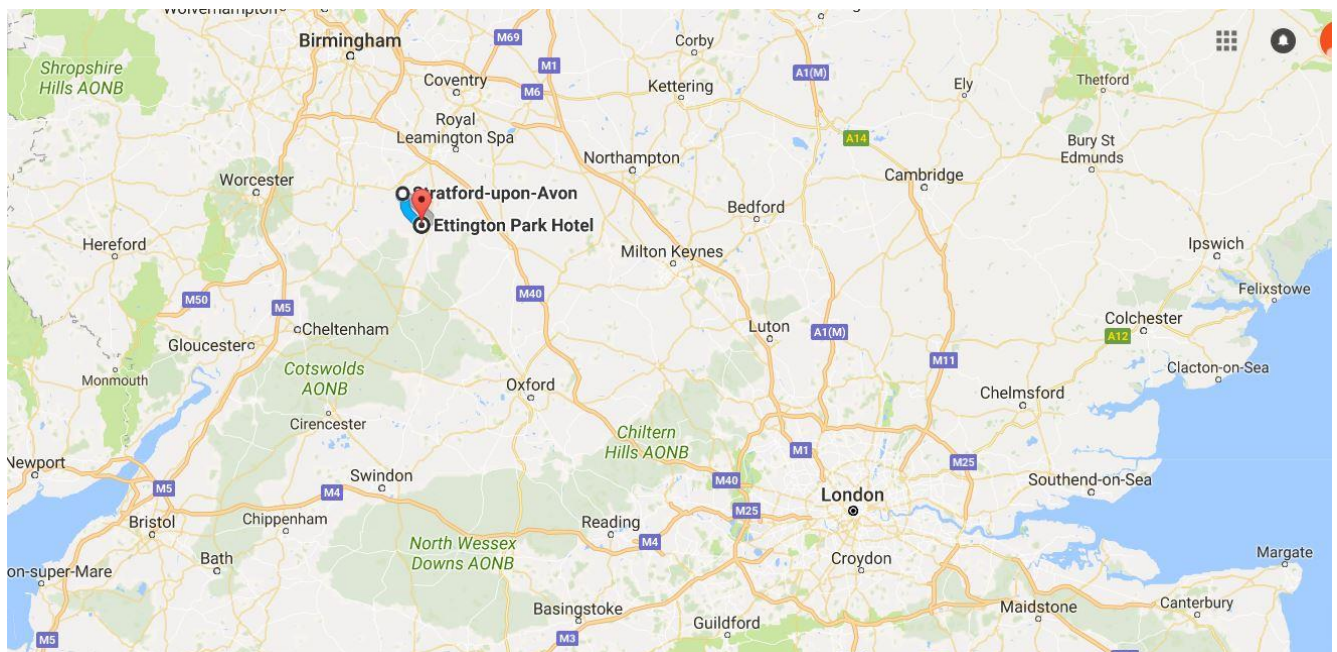 Wolverhampton
Birmingham
M69
Corby
Shropshire
Hills AONB
Coventry
M1
M6
Kettering
A1(M)
Ely
Thetford
Royal
Leamington Spa
A14
Bury St
Edmunds
Northampton
Worcester
Cambridge
Stratford-upon-Avon
Bedford
Ettington Park Hotel
Hereford
Milton Keynes
Ipswich
M50
M5
M40
Felixstowe
Cheltenham
Luton
A1(M)
Colchester
A12
Gloucester
M11
Monmouth
Cotswolds
AONB
Oxford
Clacton-on-Sea
Chelmsford
Cirencester
Chiltern
Hills AONB
M1
Newport
M25
Swindon
M40
Southend-on-Sea
M5
M4
London
M25
Bristol
Chippenham
Reading
M4
North Wessex
Downs AONB
Bath
Croydon
Margate
on-super-Mare
Basingstoke
Maidstone
Canterbury
Guildford
M5
M3